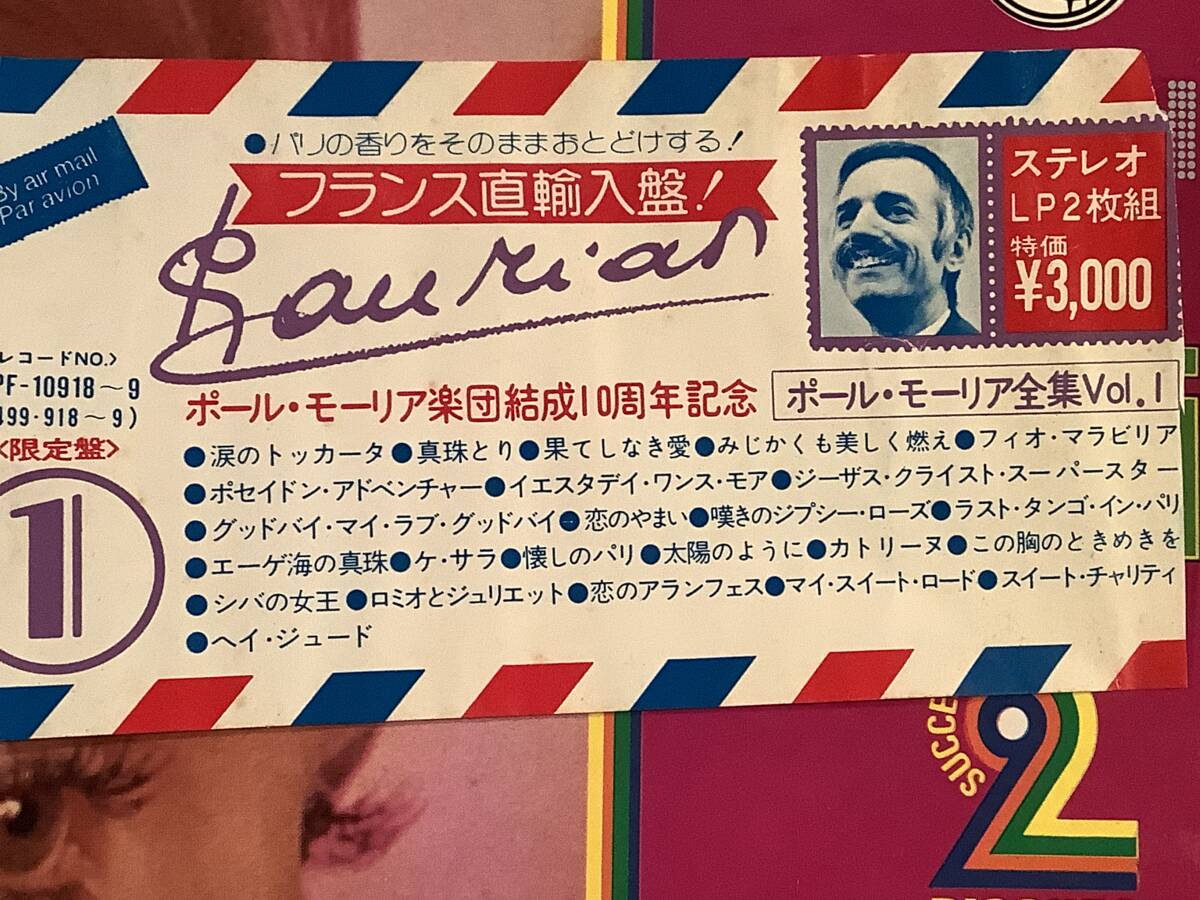 By air mail
Par avion
●パリの香りをそのままおとどけする!
フランス直輸入盤!
Mauriat
ステレオ
LP2枚組
特価
¥3,000
レコードNO.>
PF-10918～9
499・918～9)
<限定盤>
1
ポール・モーリア楽団結成10周年記念
ポール・モーリア全集Vol.1
●涙のトッカータ●真珠とり●果てしなき愛●みじかくも美しく燃え●フィオ・マラビリア
●ポセイドン・アドベンチャー●イエスタデイ・ワンス・モア●ジーザス・クライスト・スーパースター
●グッドバイ・マイ・ラブ・グッドバイ●恋のやまい●嘆きのジプシー・ローズ●ラスト・タンゴ・イン・パリ
●エーゲ海の真珠●ケ・サラ●懐しのパリ●太陽のように●カトリーヌ●この胸のときめきを
●シバの女王●ロミオとジュリエット●恋のアランフェス●マイ・スイート・ロード●スイート・チャリティ
●ヘイ・ジュード
SUCCE
2